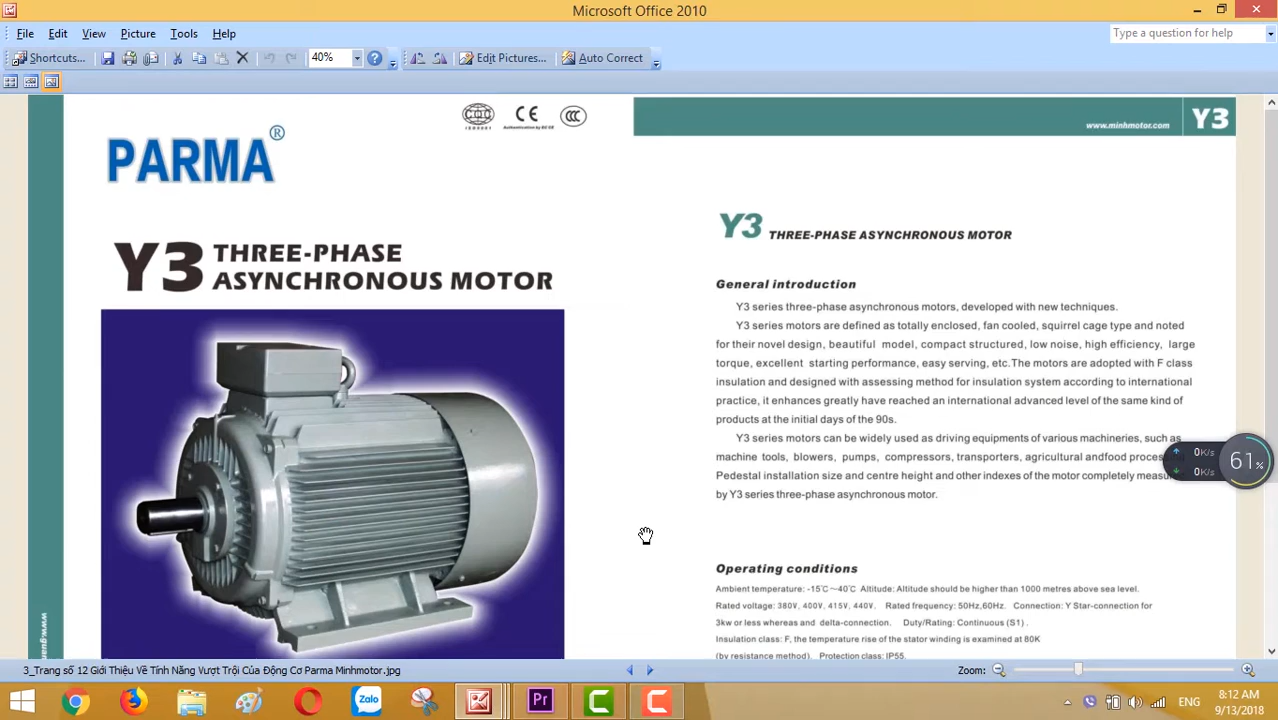 Microsoft Office 2010
File Edit View Picture Tools Help
Type a question for help
Shortcuts...
40%
Edit Pictures...
Auto Correct
PARMA®
ISO9001
CE
Authentication by EC SE
CCC
www.minhmotor.com
Y3
Y3 THREE-PHASE
ASYNCHRONOUS MOTOR
Y3 THREE-PHASE ASYNCHRONOUS MOTOR
General introduction
Y3 series three-phase asynchronous motors, developed with new techniques.
Y3 series motors are defined as totally enclosed, fan cooled, squirrel cage type and noted
for their novel design, beautiful model, compact structured, low noise, high efficiency, large
torque, excellent starting performance, easy serving, etc.The motors are adopted with F class
insulation and designed with assessing method for insulation system according to international
practice, it enhances greatly have reached an international advanced level of the same kind of
products at the initial days of the 90s.
Y3 series motors can be widely used as driving equipments of various machineries, such as
machine tools, blowers, pumps, compressors, transporters, agricultural andfood proces
Pedestal installation size and centre height and other indexes of the motor completely measu
by Y3 series three-phase asynchronous motor.
0K/s
0K/s
61%
Operating conditions
Ambient temperature: -15℃~40℃ Altitude: Altitude should be higher than 1000 metres above sea level.
Rated voltage: 380V, 400V, 415V, 440V. Rated frequency: 50Hz,60Hz. Connection: Y Star-connection for
3kw or less whereas and delta-connection. Duty/Rating: Continuous (S1) .
Insulation class: F, the temperature rise of the stator winding is examined at 80K
(by resistance method). Protection class: IP55.
3_Trang số 12 Giới Thiệu Về Tính Năng Vượt Trội Của Động Cơ Parma Minhmotor.jpg
Zoom:
Zalo
Pr
ENG
8:12 AM
9/13/2018